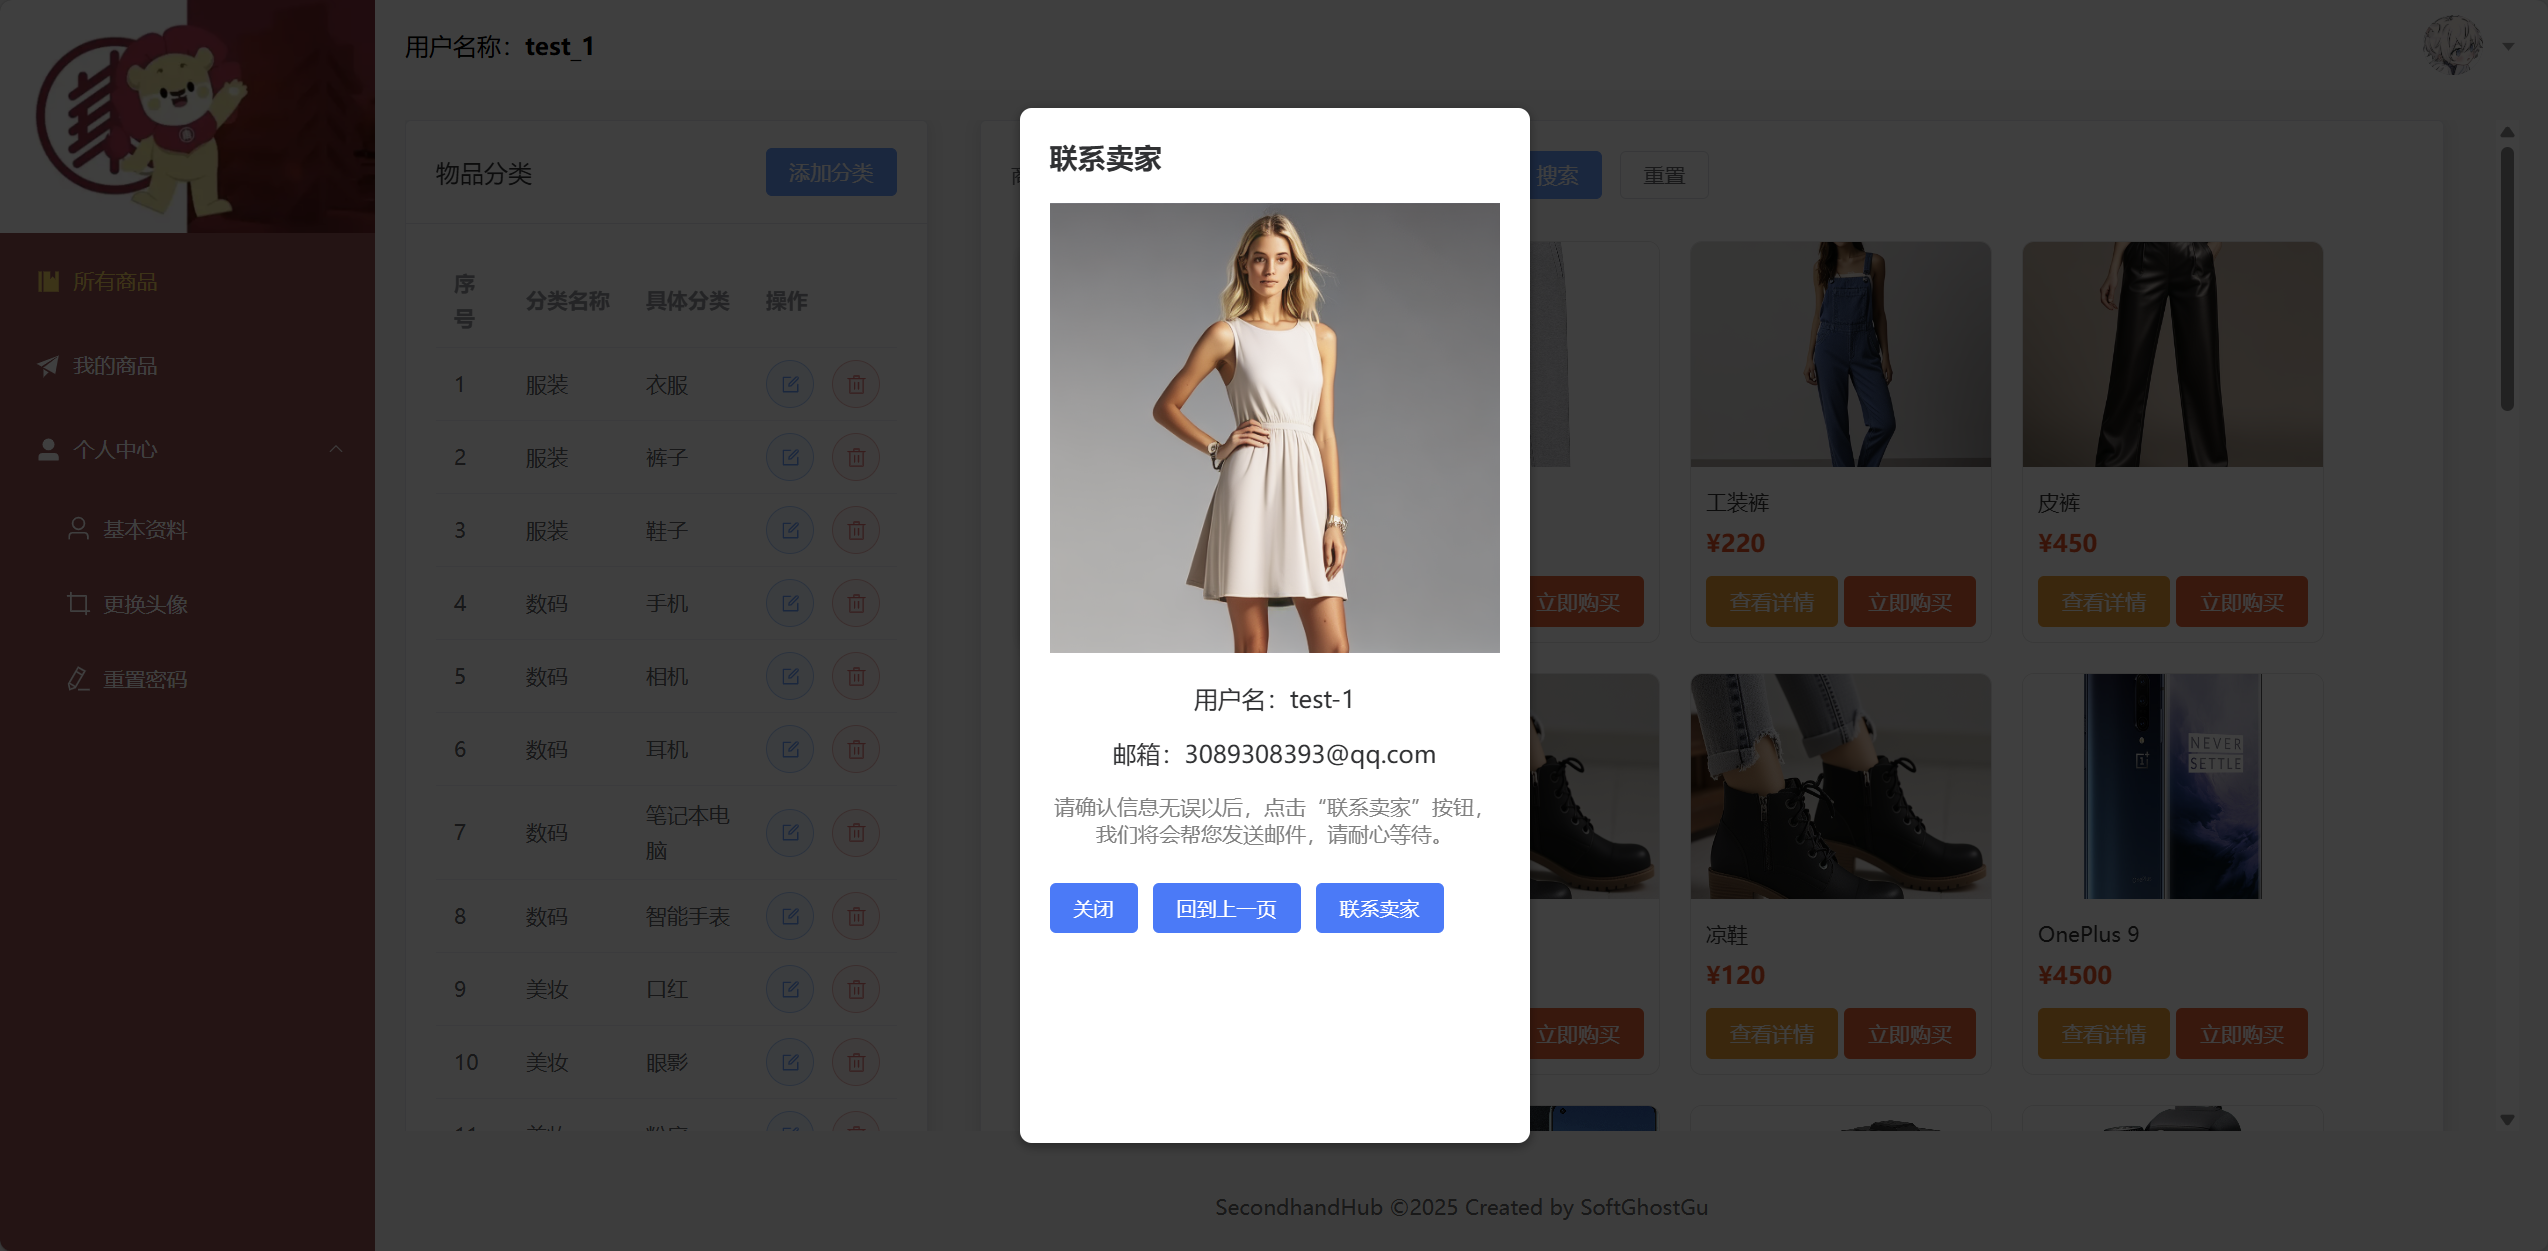 用户名称：test_1
所有商品
我的商品
个人中心
基本资料
更换头像
重置密码
物品分类
添加分类
序号 分类名称 具体分类 操作
1 服装 衣服
2 服装 裤子
3 服装 鞋子
4 数码 手机
5 数码 相机
6 数码 耳机
7 数码 笔记本电脑
8 数码 智能手表
9 美妆 口红
10 美妆 眼影
联系卖家
用户名：test-1
邮箱：3089308393@qq.com
请确认信息无误以后，点击“联系卖家”按钮，
我们将会帮您发送邮件，请耐心等待。
关闭 回到上一页 联系卖家
搜索 重置
工装裤
¥220
查看详情 立即购买
皮裤
¥450
查看详情 立即购买
立即购买
NEVER
SETTLE
凉鞋
¥120
查看详情 立即购买
OnePlus 9
¥4500
查看详情 立即购买
立即购买
SecondhandHub ©2025 Created by SoftGhostGu